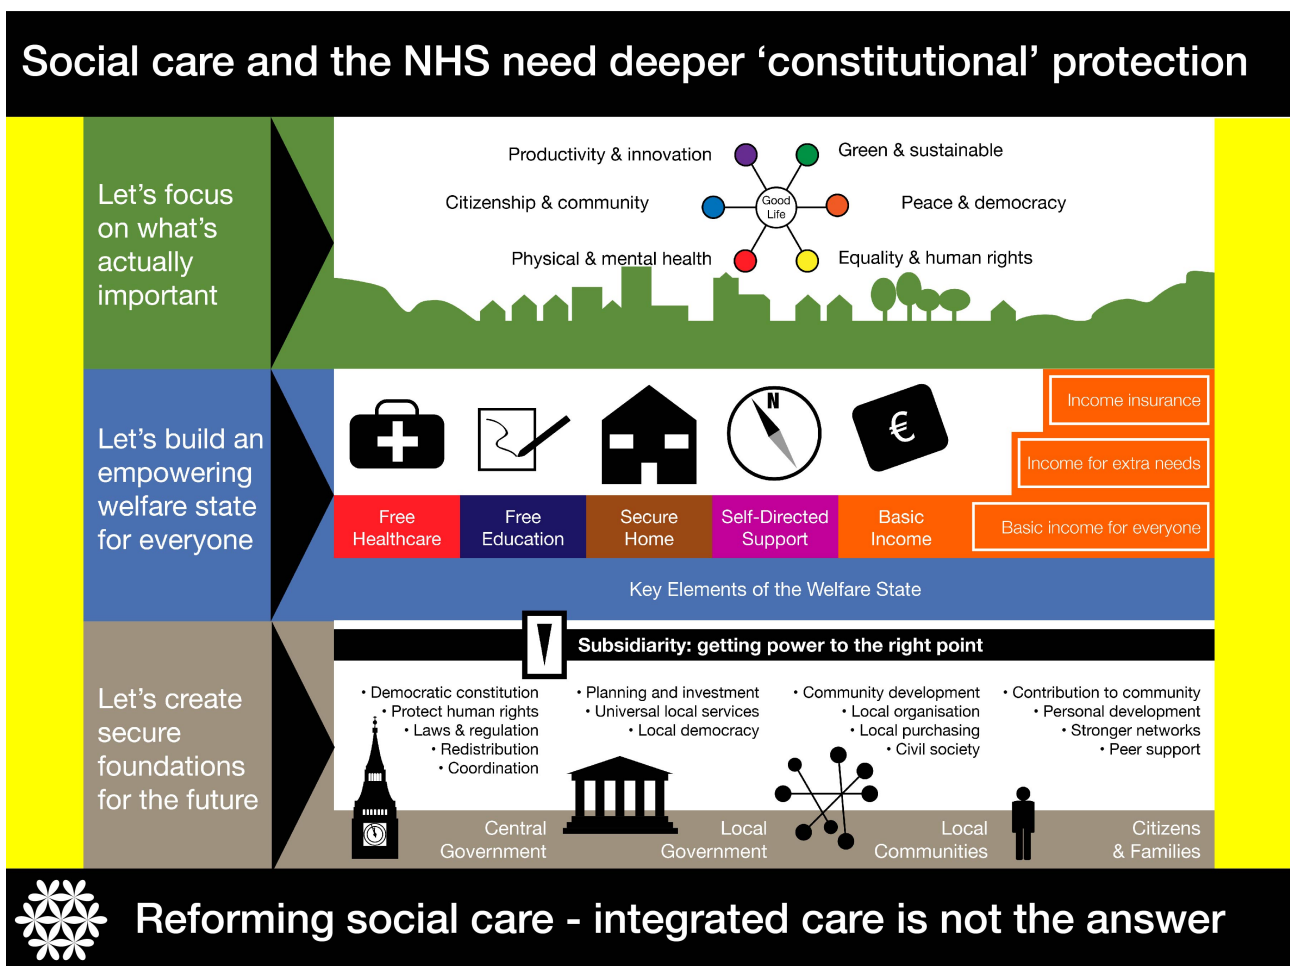 Social care and the NHS need deeper ‘constitutional’ protection
Let’s focus
on what’s
actually
important
Productivity & innovation
Green & sustainable
Citizenship & community
Good
Life
Peace & democracy
Physical & mental health
Equality & human rights
Let’s build an
empowering
welfare state
for everyone
N
€
Income insurance
Income for extra needs
Basic income for everyone
Free
Healthcare
Free
Education
Secure
Home
Self-Directed
Support
Basic
Income
Key Elements of the Welfare State
Let’s create
secure
foundations
for the future
Subsidiarity: getting power to the right point
• Democratic constitution
• Protect human rights
• Laws & regulation
• Redistribution
• Coordination
• Planning and investment
• Universal local services
• Local democracy
• Community development
• Local organisation
• Local purchasing
• Civil society
• Contribution to community
• Personal development
• Stronger networks
• Peer support
Central
Government
Local
Government
Local
Communities
Citizens
& Families
Reforming social care - integrated care is not the answer